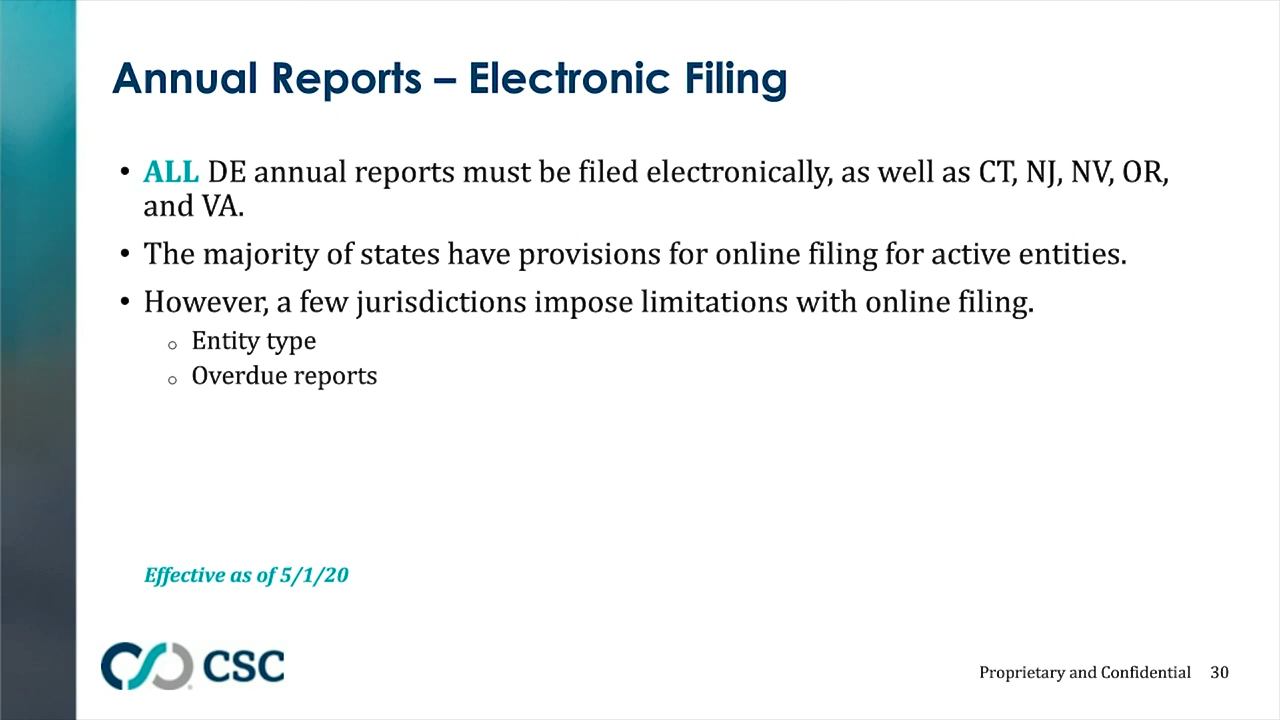 Annual Reports – Electronic Filing
• ALL DE annual reports must be filed electronically, as well as CT, NJ, NV, OR,
and VA.
• The majority of states have provisions for online filing for active entities.
• However, a few jurisdictions impose limitations with online filing.
○ Entity type
○ Overdue reports
Effective as of 5/1/20
CSC
Proprietary and Confidential 30